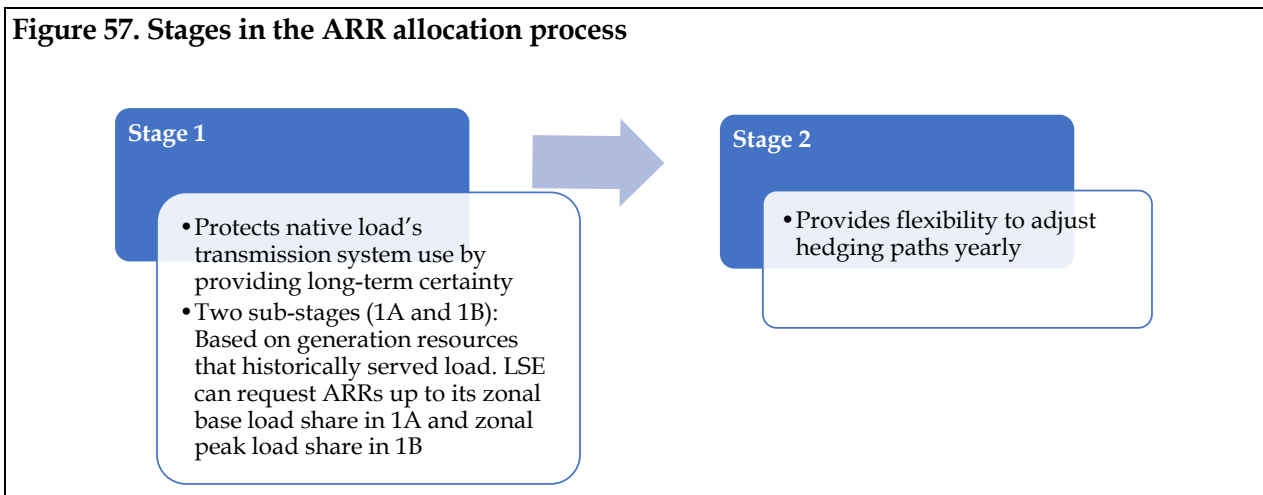 Figure 57. Stages in the ARR allocation process
Stage 1
•Protects native load's
transmission system use by
providing long-term certainty
•Two sub-stages (1A and 1B):
Based on generation resources
that historically served load. LSE
can request ARRs up to its zonal
base load share in 1A and zonal
peak load share in 1B
Stage 2
•Provides flexibility to adjust
hedging paths yearly